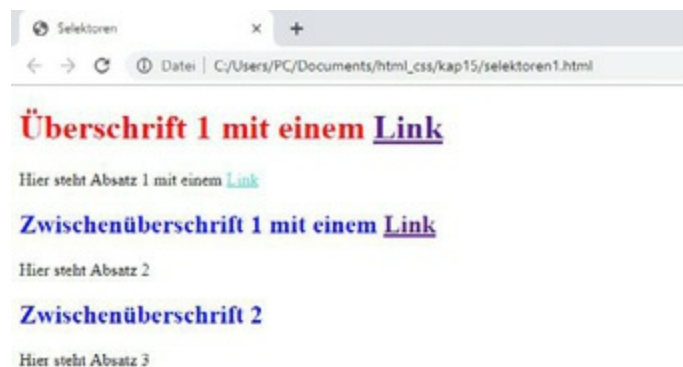 Selektoren
Datei | C:/Users/PC/Documents/html_css/kap15/selektoren1.html
Überschrift 1 mit einem Link
Hier steht Absatz 1 mit einem Link
Zwischenüberschrift 1 mit einem Link
Hier steht Absatz 2
Zwischenüberschrift 2
Hier steht Absatz 3